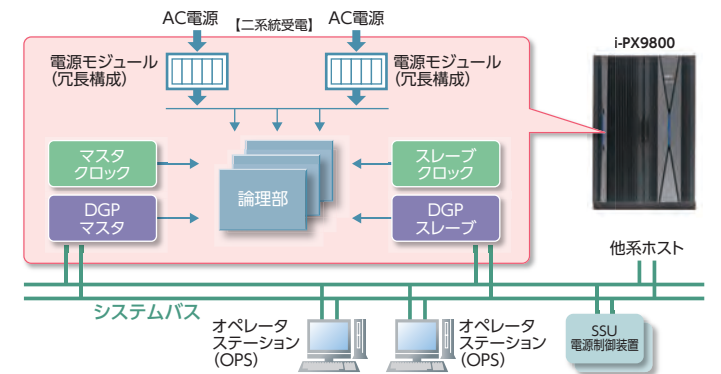 AC電源
【二系統受電】
AC電源
i-PX9800
電源モジュール
(冗長構成)
電源モジュール
(冗長構成)
マスタ
クロック
スレーブ
クロック
論理部
DGP
マスタ
DGP
スレーブ
他系ホスト
システムバス
オペレータ
ステーション
(OPS)
オペレータ
ステーション
(OPS)
SSU
電源制御装置